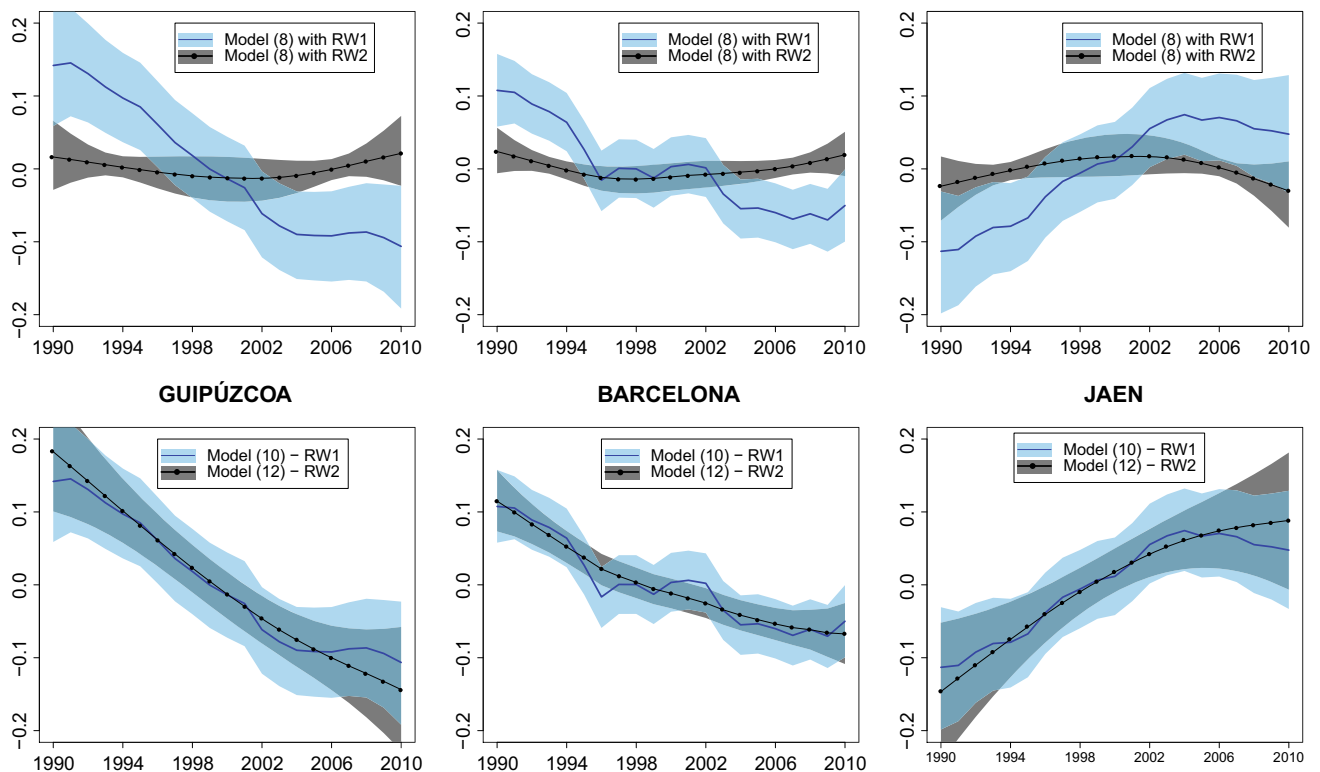 0.2
0.1
0.0
−0.1
−0.2
1990 1994 1998 2002 2006 2010
Model (8) with RW1
Model (8) with RW2
0.2
0.1
0.0
−0.1
−0.2
1990 1994 1998 2002 2006 2010
Model (8) with RW1
Model (8) with RW2
0.2
0.1
0.0
−0.1
−0.2
1990 1994 1998 2002 2006 2010
Model (8) with RW1
Model (8) with RW2
GUIPÚZCOA
0.2
0.1
0.0
−0.1
−0.2
1990 1994 1998 2002 2006 2010
Model (10) − RW1
Model (12) − RW2
BARCELONA
0.2
0.1
0.0
−0.1
−0.2
1990 1994 1998 2002 2006 2010
Model (10) − RW1
Model (12) − RW2
JAEN
0.2
0.1
0.0
−0.1
−0.2
1990 1994 1998 2002 2006 2010
Model (10) − RW1
Model (12) − RW2